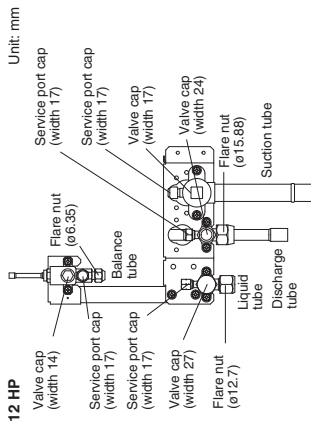 12 HP
Unit: mm
Valve cap
(width 14)
Service port cap
(width 17)
Service port cap
(width 17)
Valve cap
(width 27)
Flare nut
(ø12.7)
Flare nut
(ø6.35)
Balance
tube
Liquid
tube
Discharge
tube
Service port cap
(width 17)
Service port cap
(width 17)
Valve cap
(width 17)
Valve cap
(width 24)
Flare nut
(ø15.88)
Suction tube